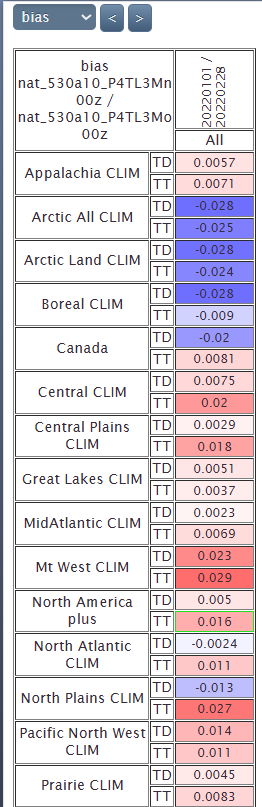 bias
< >
bias
nat_530a10_P4TL3Mn
00z /
nat_530a10_P4TL3Mo
00z
20220101 /
20220228
All
Appalachia CLIM
TD 0.0057
TT 0.0071
Arctic All CLIM
TD -0.028
TT -0.025
Arctic Land CLIM
TD -0.028
TT -0.024
Boreal CLIM
TD -0.028
TT -0.009
Canada
TD -0.02
TT 0.0081
Central CLIM
TD 0.0075
TT 0.02
Central Plains
CLIM
TD 0.0029
TT 0.018
Great Lakes CLIM
TD 0.0051
TT 0.0037
MidAtlantic CLIM
TD 0.0023
TT 0.0069
Mt West CLIM
TD 0.023
TT 0.029
North America
plus
TD 0.005
TT 0.016
North Atlantic
CLIM
TD -0.0024
TT 0.011
North Plains CLIM
TD -0.013
TT 0.027
Pacific North West
CLIM
TD 0.014
TT 0.011
Prairie CLIM
TD 0.0045
TT 0.0083